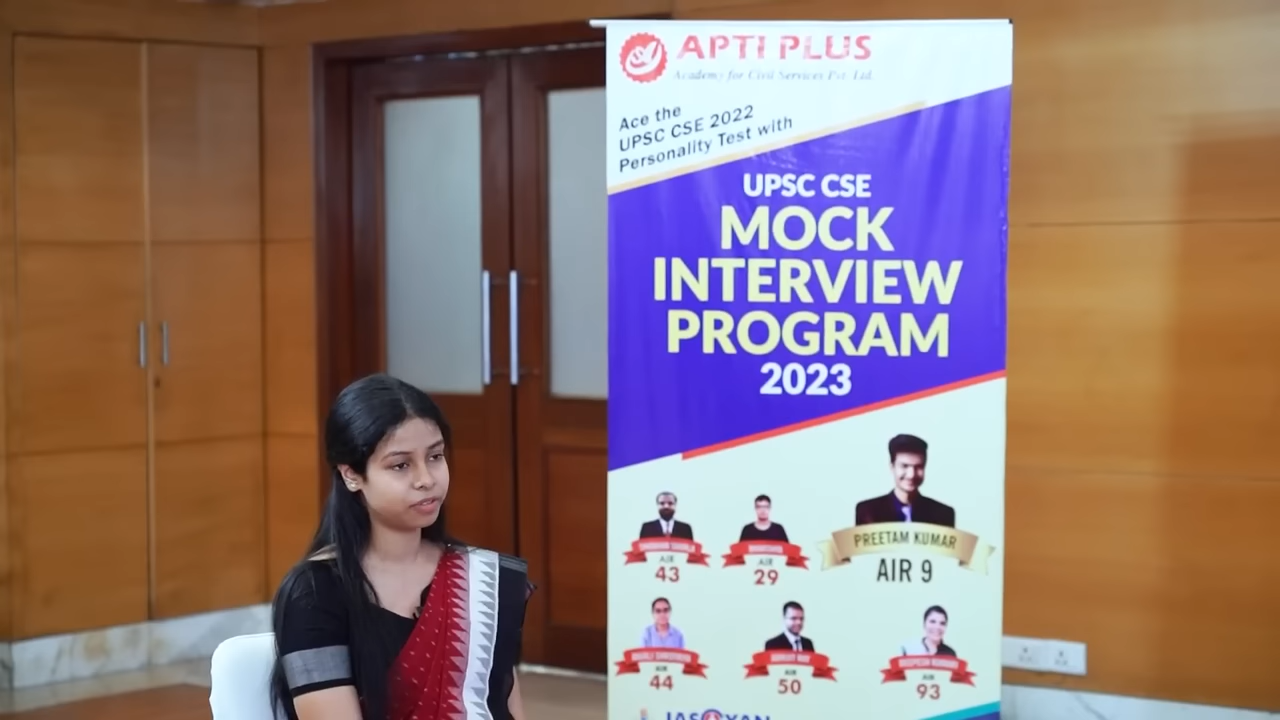 APTI PLUS
Academy for Civil Services Pvt. Ltd.
Ace the
UPSC CSE 2022
Personality Test with
UPSC CSE
MOCK
INTERVIEW
PROGRAM
2023
PREETAM KUMAR
AIR 9
AIR
43
AIR
29
AIR
44
AIR
50
AIR
93